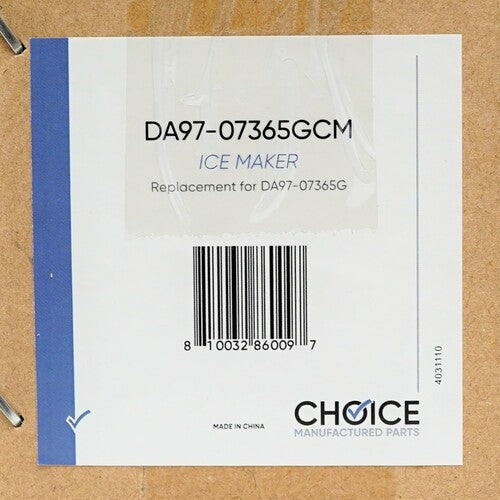 DA97-07365GCM
ICE MAKER
Replacement for DA97-07365G
8 10032 86009 7
4031110
MADE IN CHINA
CHOICE
MANUFACTURED PARTS